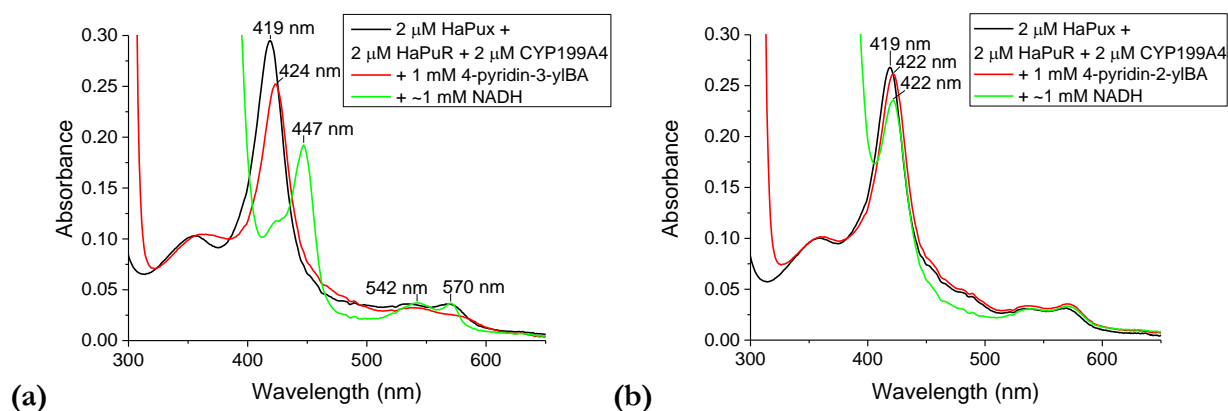 419 nm
424 nm
447 nm
542 nm
570 nm
2 μM HaPux +
2 μM HaPuR + 2 μM CYP199A4
+ 1 mM 4-pyridin-3-ylBA
+ ~1 mM NADH
0.30
0.25
0.20
0.15
0.10
0.05
0.00
Absorbance
300
400
500
600
Wavelength (nm)
(a)
419 nm
422 nm
422 nm
2 μM HaPux +
2 μM HaPuR + 2 μM CYP199A4
+ 1 mM 4-pyridin-2-ylBA
+ ~1 mM NADH
0.30
0.25
0.20
0.15
0.10
0.05
0.00
Absorbance
300
400
500
600
Wavelength (nm)
(b)